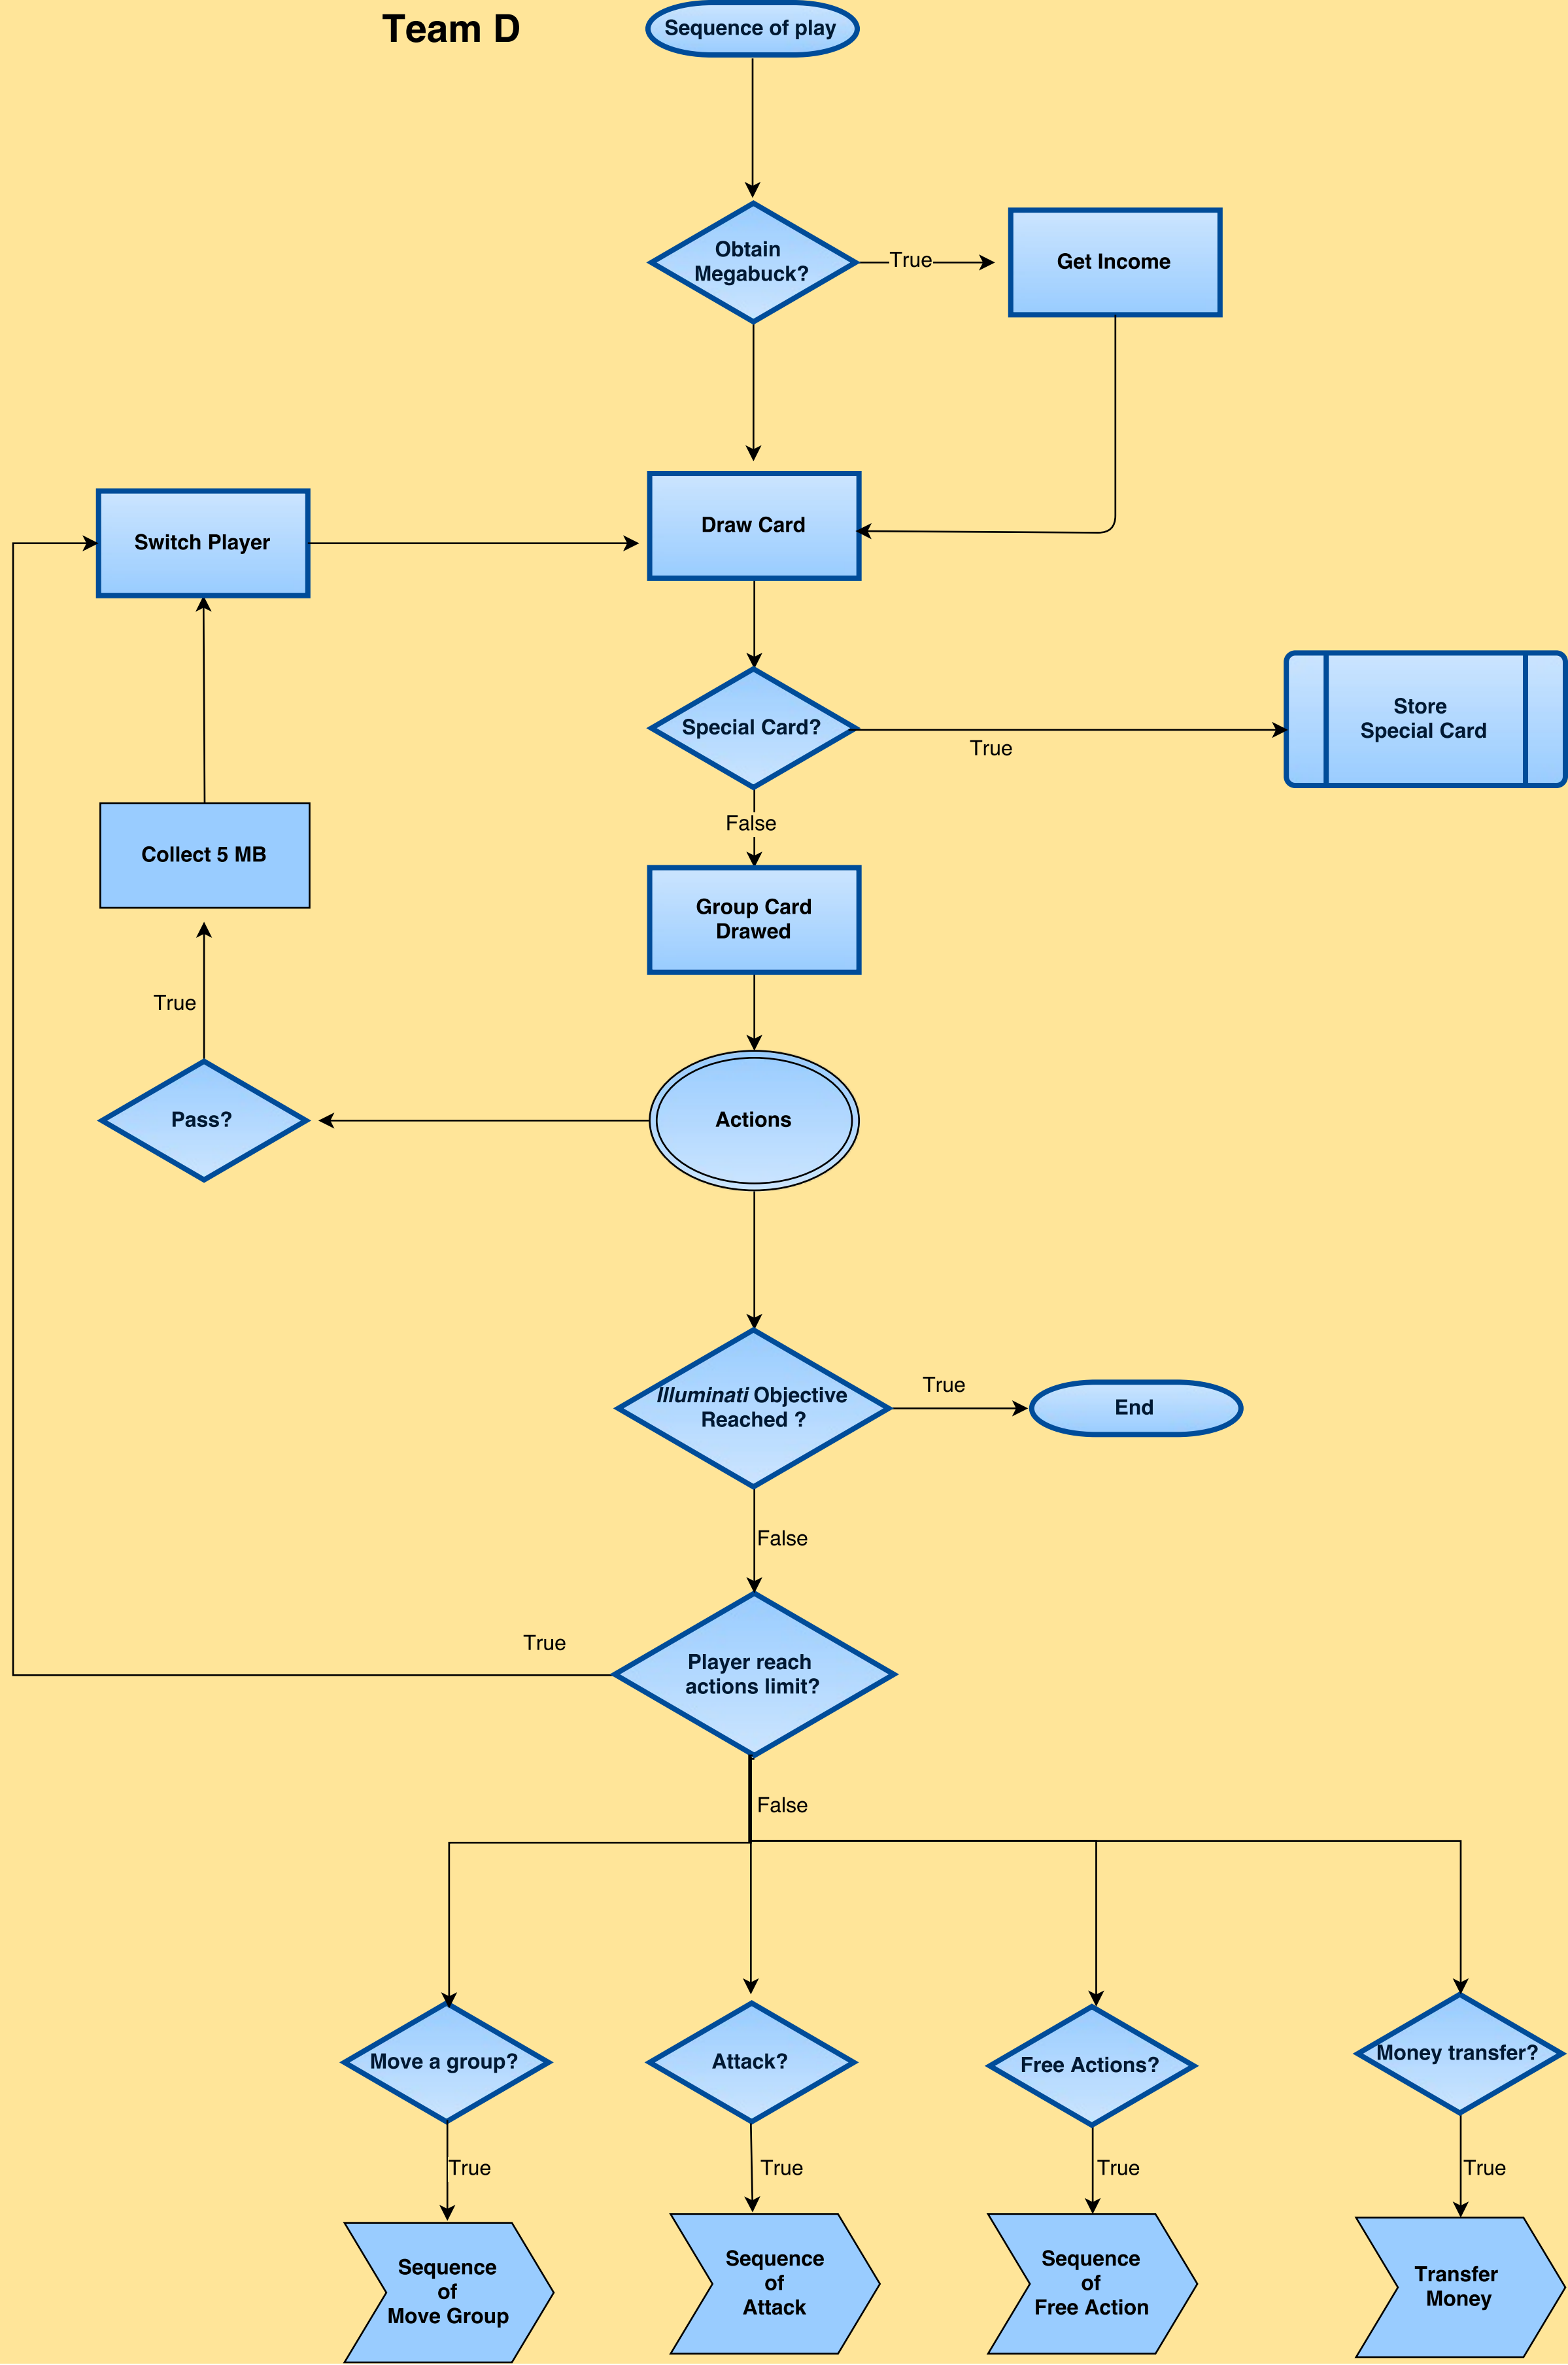 Team D
Sequence of play
Obtain
Megabuck?
True
Get Income
Switch Player
Draw Card
Special Card?
True
Store
Special Card
False
Collect 5 MB
Group Card
Drawed
True
Pass?
Actions
Illuminati Objective
Reached ?
True
End
False
True
Player reach
actions limit?
False
Move a group?
Attack?
Free Actions?
Money transfer?
True
True
True
True
Sequence
of
Move Group
Sequence
of
Attack
Sequence
of
Free Action
Transfer
Money